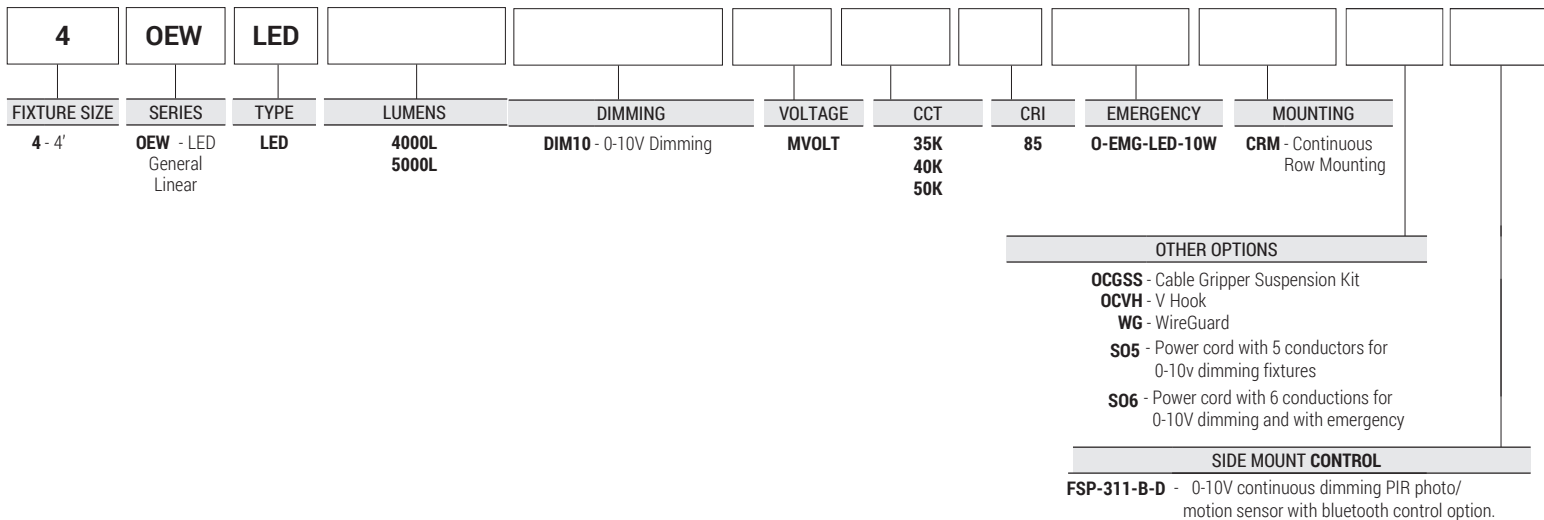 4 OEW LED
FIXTURE SIZE SERIES TYPE LUMENS DIMMING VOLTAGE CCT CRI EMERGENCY MOUNTING
4 - 4' OEW - LED LED 4000L DIM10 - 0-10V Dimming MVOLT 35K 85 O-EMG-LED-10W CRM - Continuous
General 5000L 40K Row Mounting
Linear 50K
OTHER OPTIONS
OCGSS - Cable Gripper Suspension Kit
OCVH - V Hook
WG - WireGuard
SO5 - Power cord with 5 conductors for
0-10v dimming fixtures
SO6 - Power cord with 6 conductions for
0-10V dimming and with emergency
SIDE MOUNT CONTROL
FSP-311-B-D - 0-10V continuous dimming PIR photo/
motion sensor with bluetooth control option.